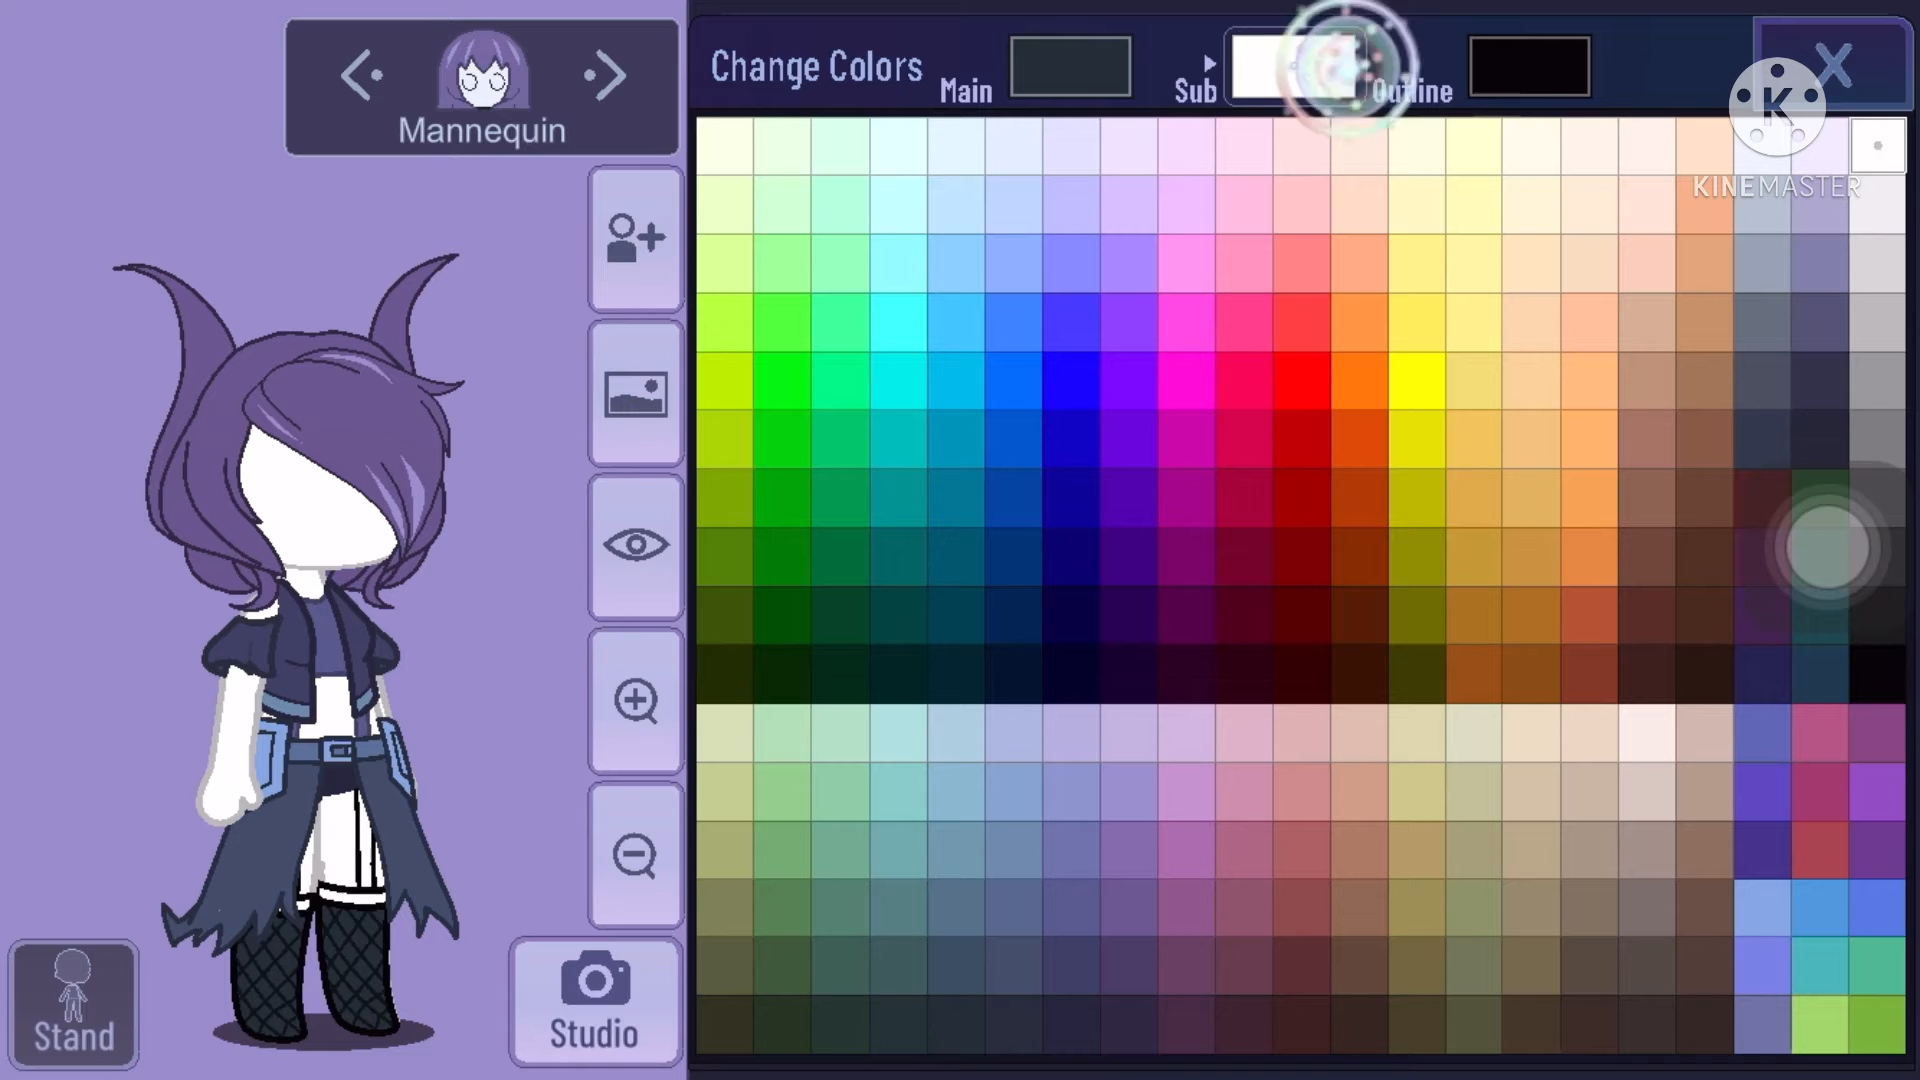 Mannequin
Change Colors
Main
Sub
Outline
X
K
KINEMASTER
Stand
Studio